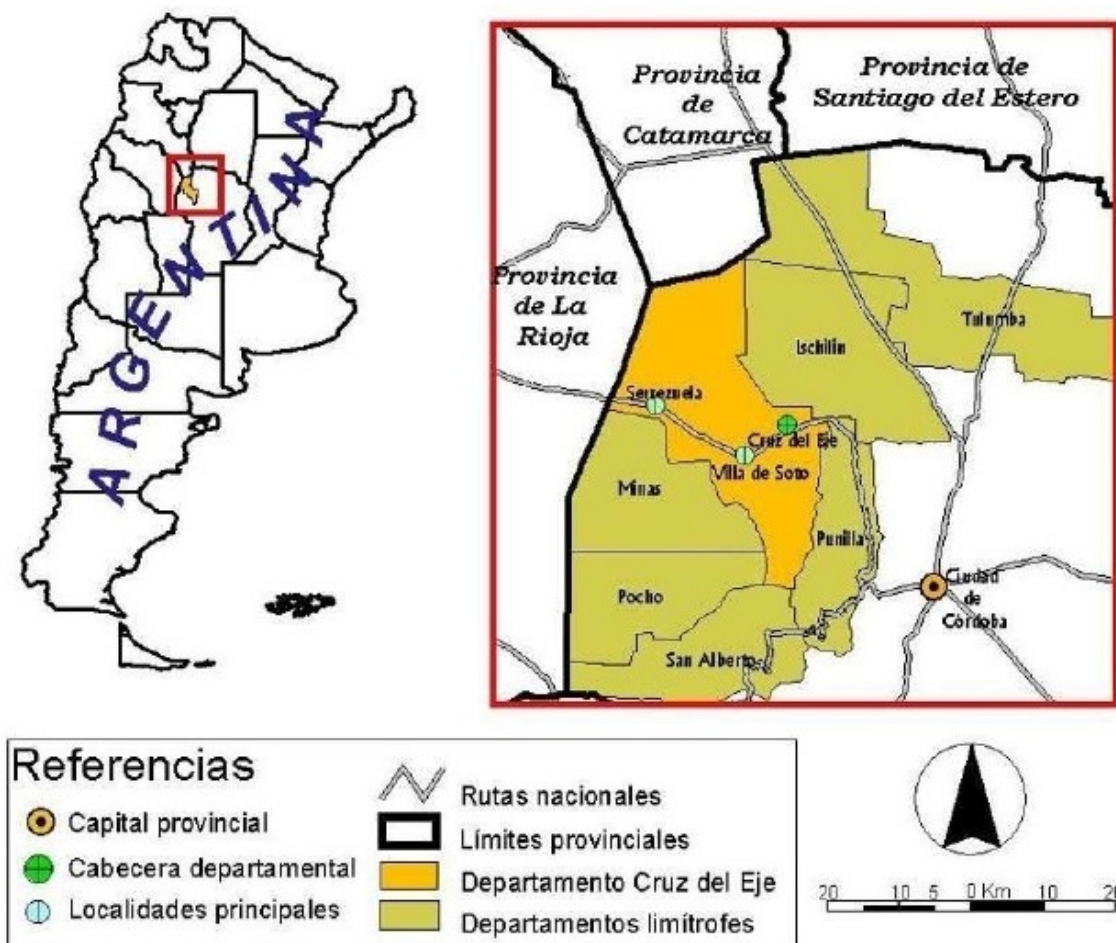 ARGENTINA
Provincia
de
Catamarca
Provincia de
Santiago del Estero
Provincia
de La
Rioja
Tulumba
Ischilín
Serrezuela
Cruz del Eje
Villa de Soto
Minas
Punilla
Pocho
Ciudad
de
Córdoba
San Alberto
Referencias
Capital provincial
Cabecera departamental
Localidades principales
Rutas nacionales
Límites provinciales
Departamento Cruz del Eje
Departamentos limítrofes
20 10 5 0 Km 10 20